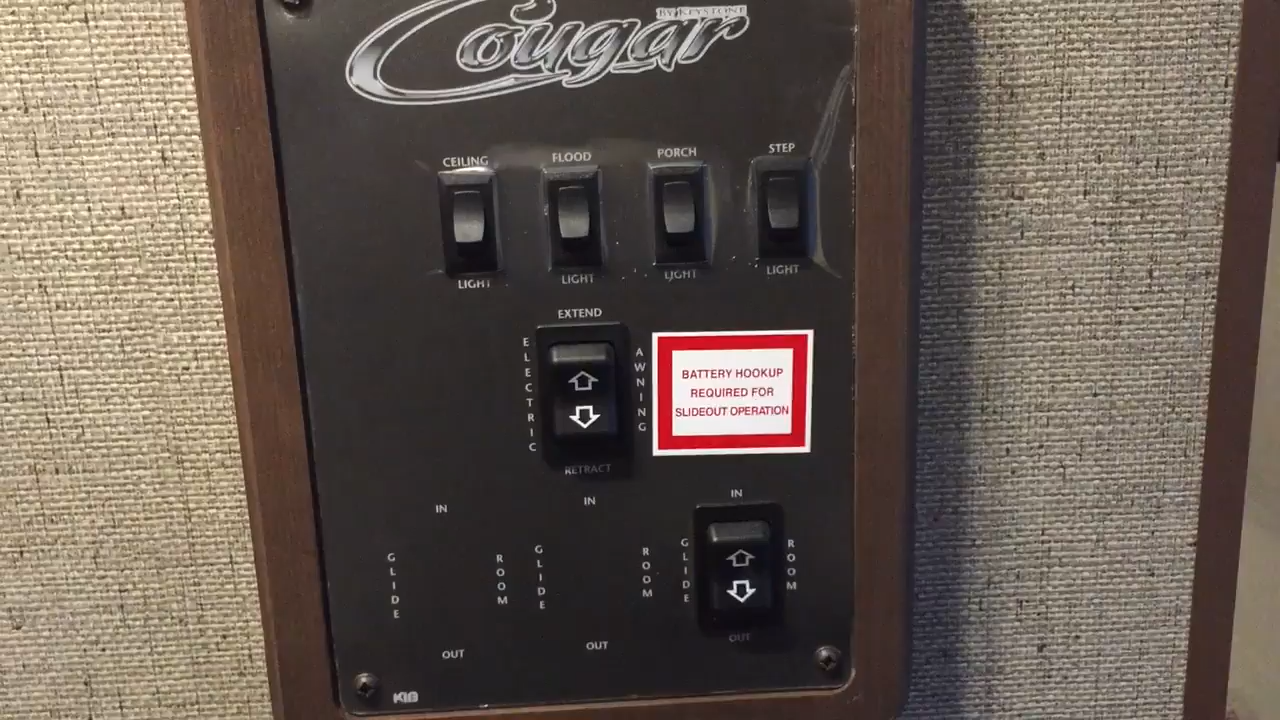 Cougar
BY KEYSTONE
CEILING FLOOD PORCH STEP
LIGHT LIGHT LIGHT LIGHT
EXTEND
ELECTRIC
AWNING
BATTERY HOOKUP
REQUIRED FOR
SLIDEOUT OPERATION
RETRACT
IN IN IN
GLIDE ROOM GLIDE ROOM GLIDE ROOM
OUT OUT OUT
KIB